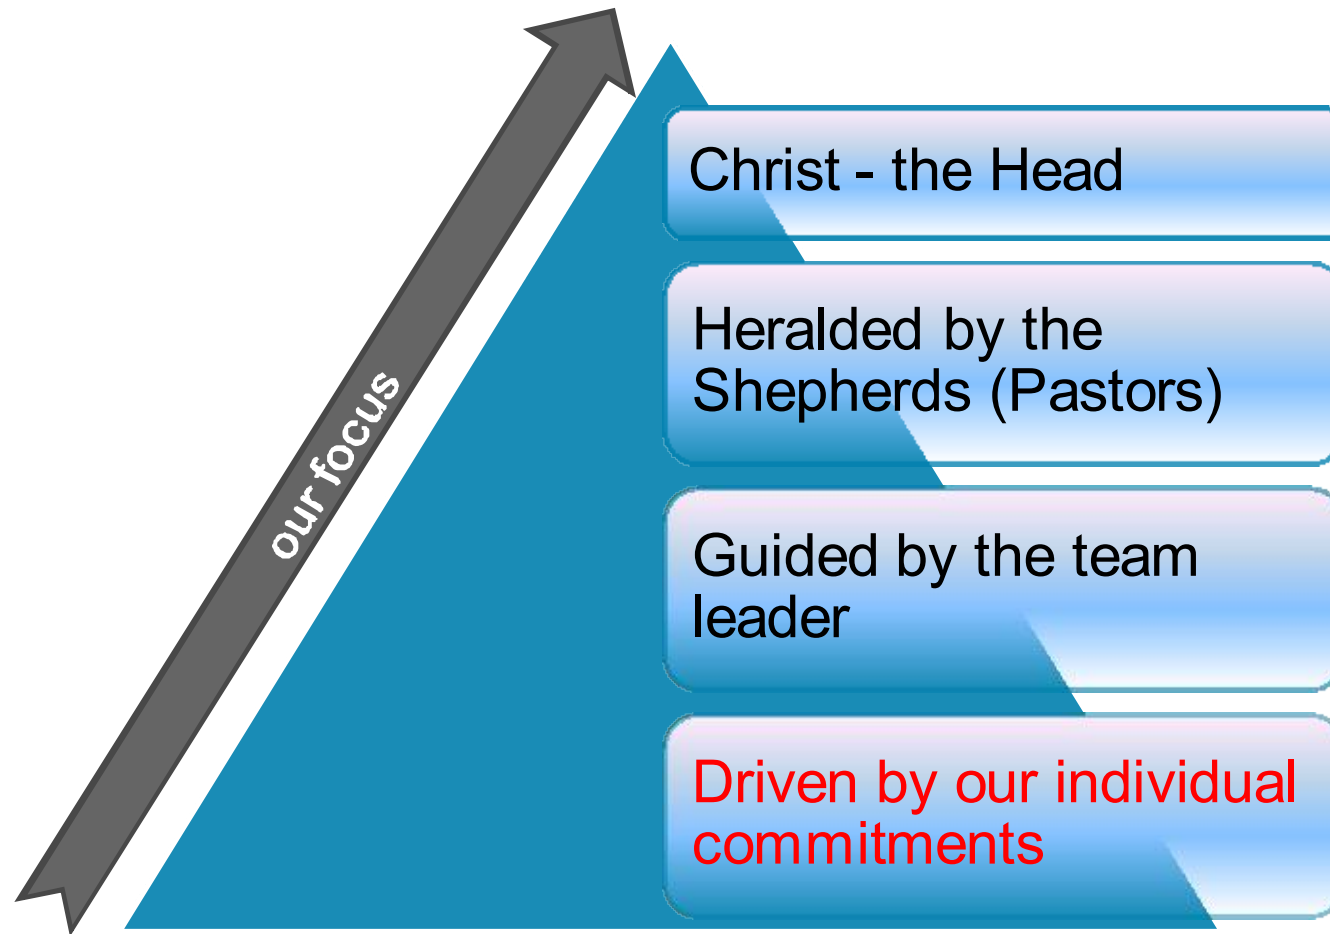 our focus
Christ - the Head
Heralded by the
Shepherds (Pastors)
Guided by the team
leader
Driven by our individual
commitments